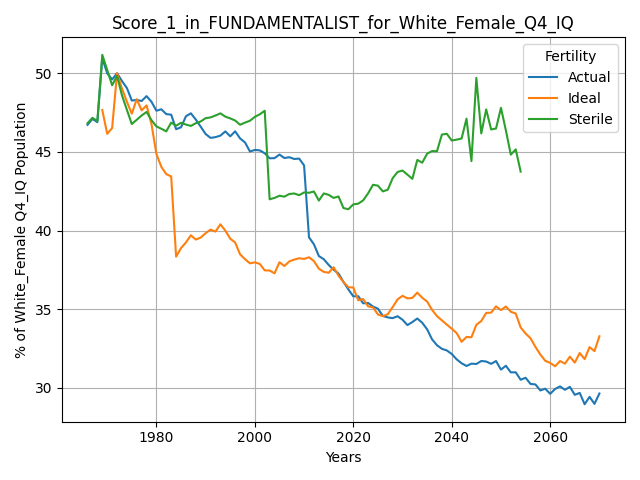 Score_1_in_FUNDAMENTALIST_for_White_Female_Q4_IQ
% of White_Female Q4_IQ Population
50
45
40
35
30
Fertility
Actual
Ideal
Sterile
1980 2000 2020 2040 2060
Years